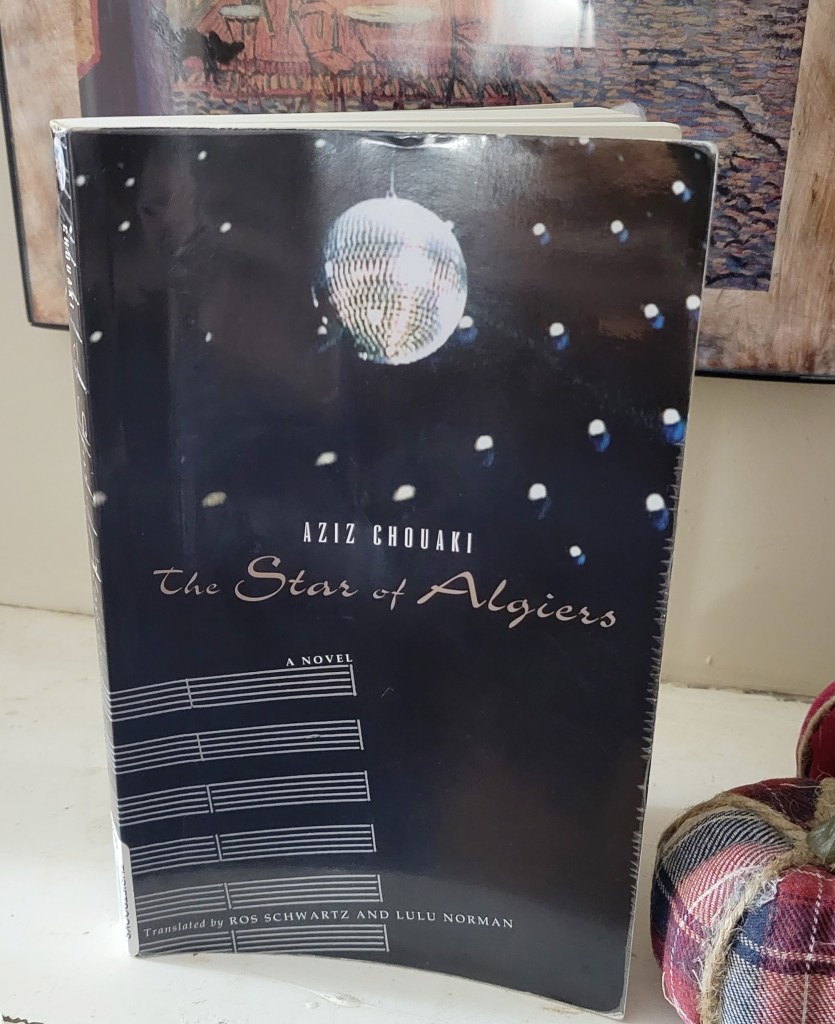 AZIZ CHOUAKI
The Star of Algiers
A NOVEL
Translated by ROS SCHWARTZ AND LULU NORMAN